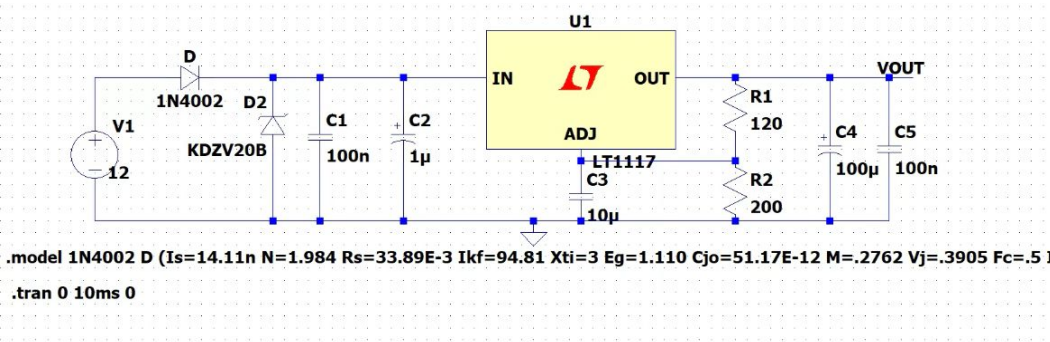 U1
D
1N4002
IN
OUT
VOUT
V1
12
D2
KDZV20B
C1
100n
C2
1µ
ADJ
LT1117
C3
10µ
R1
120
R2
200
C4
100µ
C5
100n
.model 1N4002 D (Is=14.11n N=1.984 Rs=33.89E-3 Ikf=94.81 Xti=3 Eg=1.110 Cjo=51.17E-12 M=.2762 Vj=.3905 Fc=.5
.tran 0 10ms 0